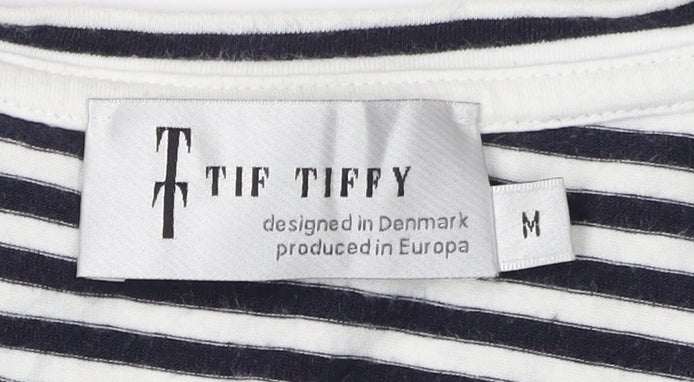 TIF TIFFY
designed in Denmark
produced in Europa
M